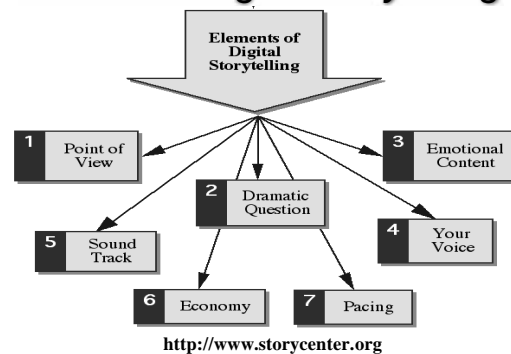 Elements of
Digital
Storytelling
1 Point of
View
2 Dramatic
Question
3 Emotional
Content
4 Your
Voice
5 Sound
Track
6 Economy
7 Pacing
http://www.storycenter.org